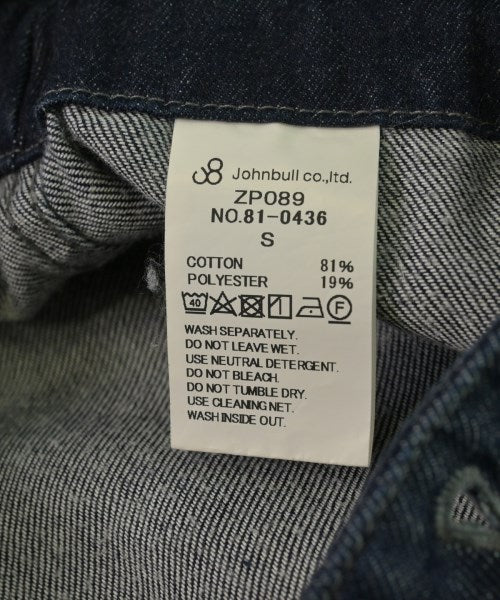 Johnbull co.,ltd.
ZP089
NO.81-0436
S
COTTON 81%
POLYESTER 19%
40 F
WASH SEPARATELY.
DO NOT LEAVE WET.
USE NEUTRAL DETERGENT.
DO NOT BLEACH.
DO NOT TUMBLE DRY.
USE CLEANING NET.
WASH INSIDE OUT.